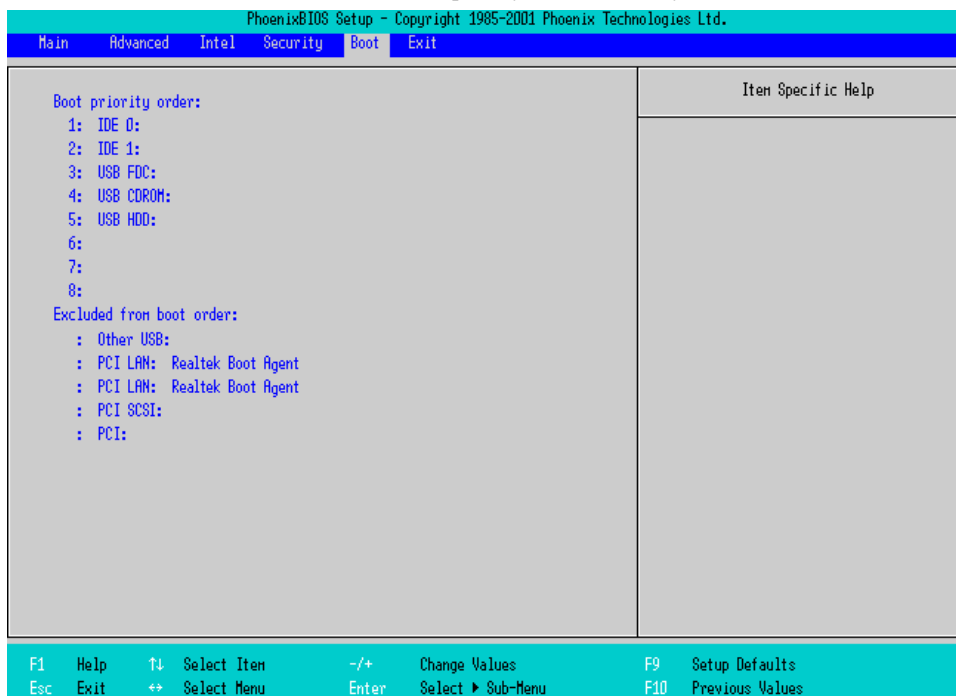 PhoenixBIOS Setup - Copyright 1985-2001 Phoenix Technologies Ltd.
Main Advanced Intel Security Boot Exit
Item Specific Help
Boot priority order:
1: IDE 0:
2: IDE 1:
3: USB FDC:
4: USB CDROM:
5: USB HDD:
6:
7:
8:
Excluded from boot order:
: Other USB:
: PCI LAN: Realtek Boot Agent
: PCI LAN: Realtek Boot Agent
: PCI SCSI:
: PCI:
F1 Help ↑↓ Select Item -/+ Change Values F9 Setup Defaults
Esc Exit ↔ Select Menu Enter Select ▶ Sub-Menu F10 Previous Values